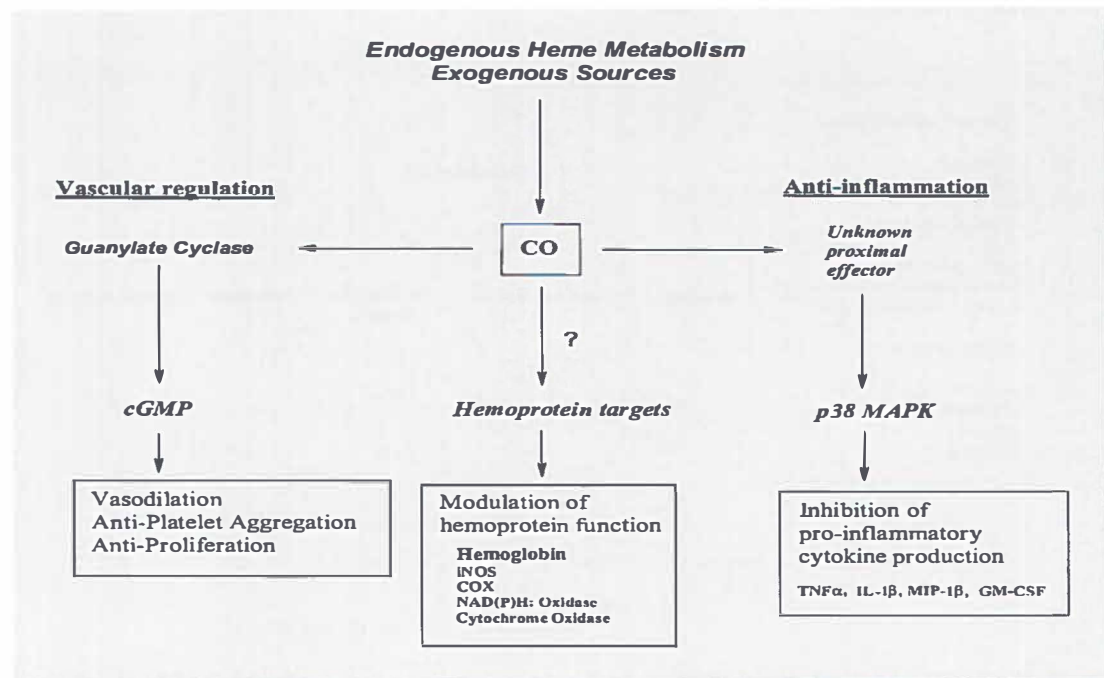 Endogenous Heme Metabolism
Exogenous Sources
Vascular regulation
Anti-inflammation
Guanylate Cyclase
CO
Unknown
proximal
effector
?
cGMP
Hemoprotein targets
p38 MAPK
Vasodilation
Anti-Platelet Aggregation
Anti-Proliferation
Modulation of
hemoprotein function
Hemoglobin
iNOS
COX
NAD(P)H: Oxidase
Cytochrome Oxidase
Inhibition of
pro-inflammatory
cytokine production
TNFα, IL-1β, MIP-1β, GM-CSF